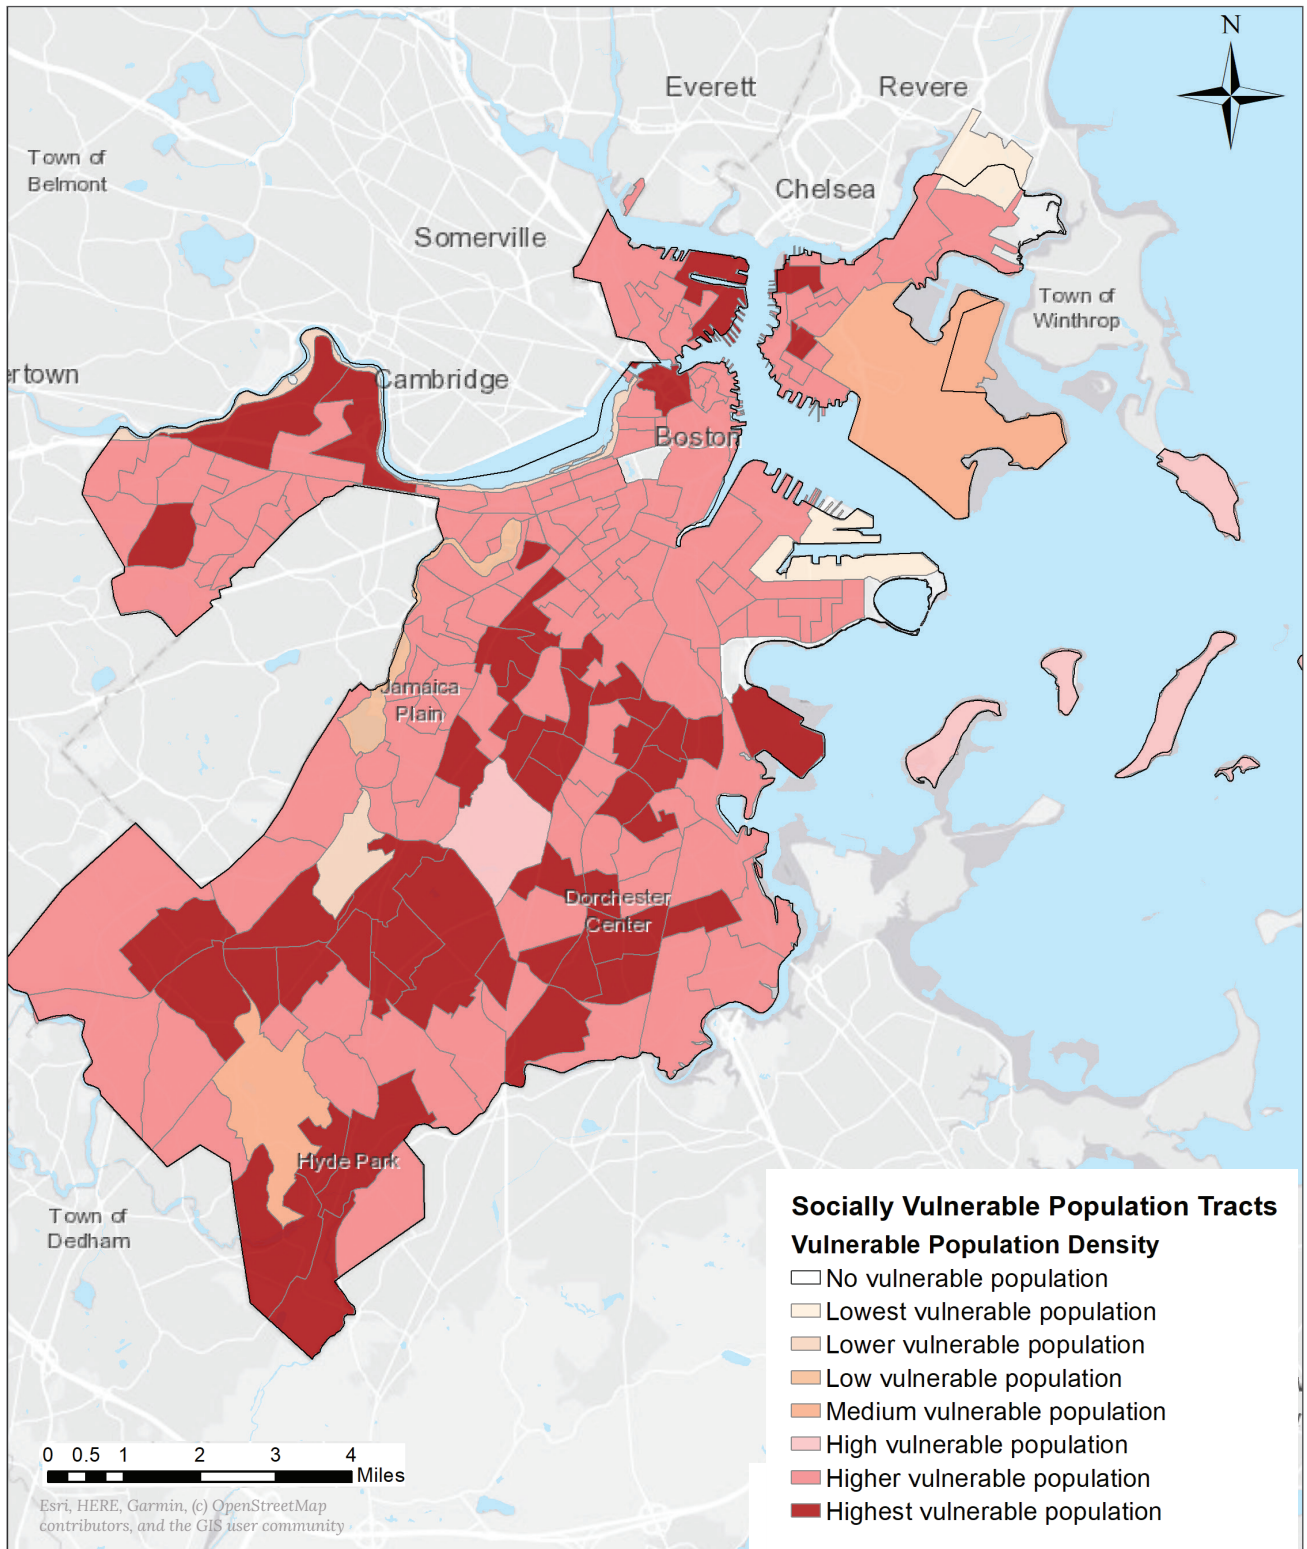 N
Everett
Revere
Town of
Belmont
Chelsea
Somerville
Town of
Winthrop
ertown
Cambridge
Boston
Jamaica
Plain
Dorchester
Center
Hyde Park
Town of
Dedham
Socially Vulnerable Population Tracts
Vulnerable Population Density
No vulnerable population
Lowest vulnerable population
Lower vulnerable population
Low vulnerable population
Medium vulnerable population
High vulnerable population
Higher vulnerable population
Highest vulnerable population
0 0.5 1 2 3 4
Miles
Esri, HERE, Garmin, (c) OpenStreetMap
contributors, and the GIS user community